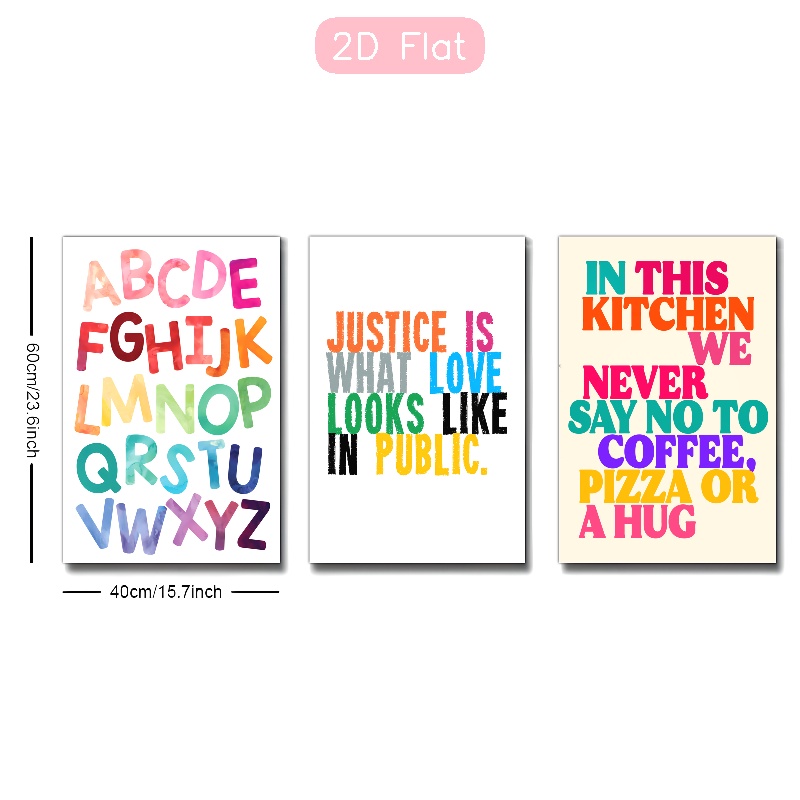 2D Flat
60cm/23.6inch
40cm/15.7inch
ABCDE
FGHIJK
LMNOP
QRSTU
VWXYZ
JUSTICE IS
WHAT LOVE
LOOKS LIKE
IN PUBLIC.
IN THIS
KITCHEN
WE
NEVER
SAY NO TO
COFFEE,
PIZZA OR
A HUG